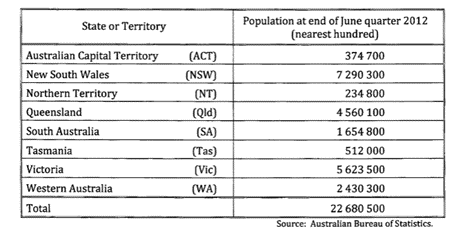 State or Territory
Population at end of June quarter 2012
(nearest hundred)
Australian Capital Territory (ACT) 374 700
New South Wales (NSW) 7 290 300
Northern Territory (NT) 234 800
Queensland (Qld) 4 560 100
South Australia (SA) 1 654 800
Tasmania (Tas) 512 000
Victoria (Vic) 5 623 500
Western Australia (WA) 2 430 300
Total 22 680 500
Source: Australian Bureau of Statistics.